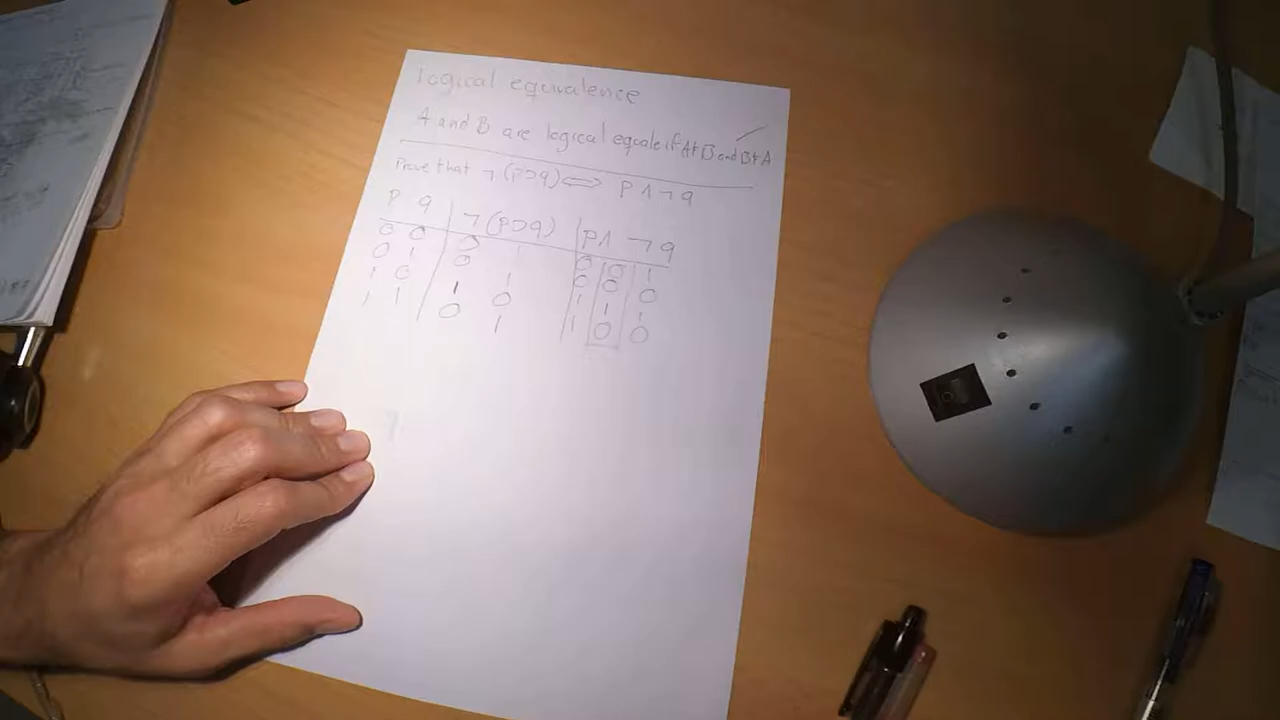 Logical equivalence
A and B are logical equale if A⊢B and B⊢A
Prove that ¬(p⊃q) ⟺ p∧¬q
p q ¬(p⊃q) p∧ ¬q
0 0 0 1 0 0 1
0 1 0 1 0 0 0
1 0 1 0 1 1 1
1 1 0 1 1 0 0